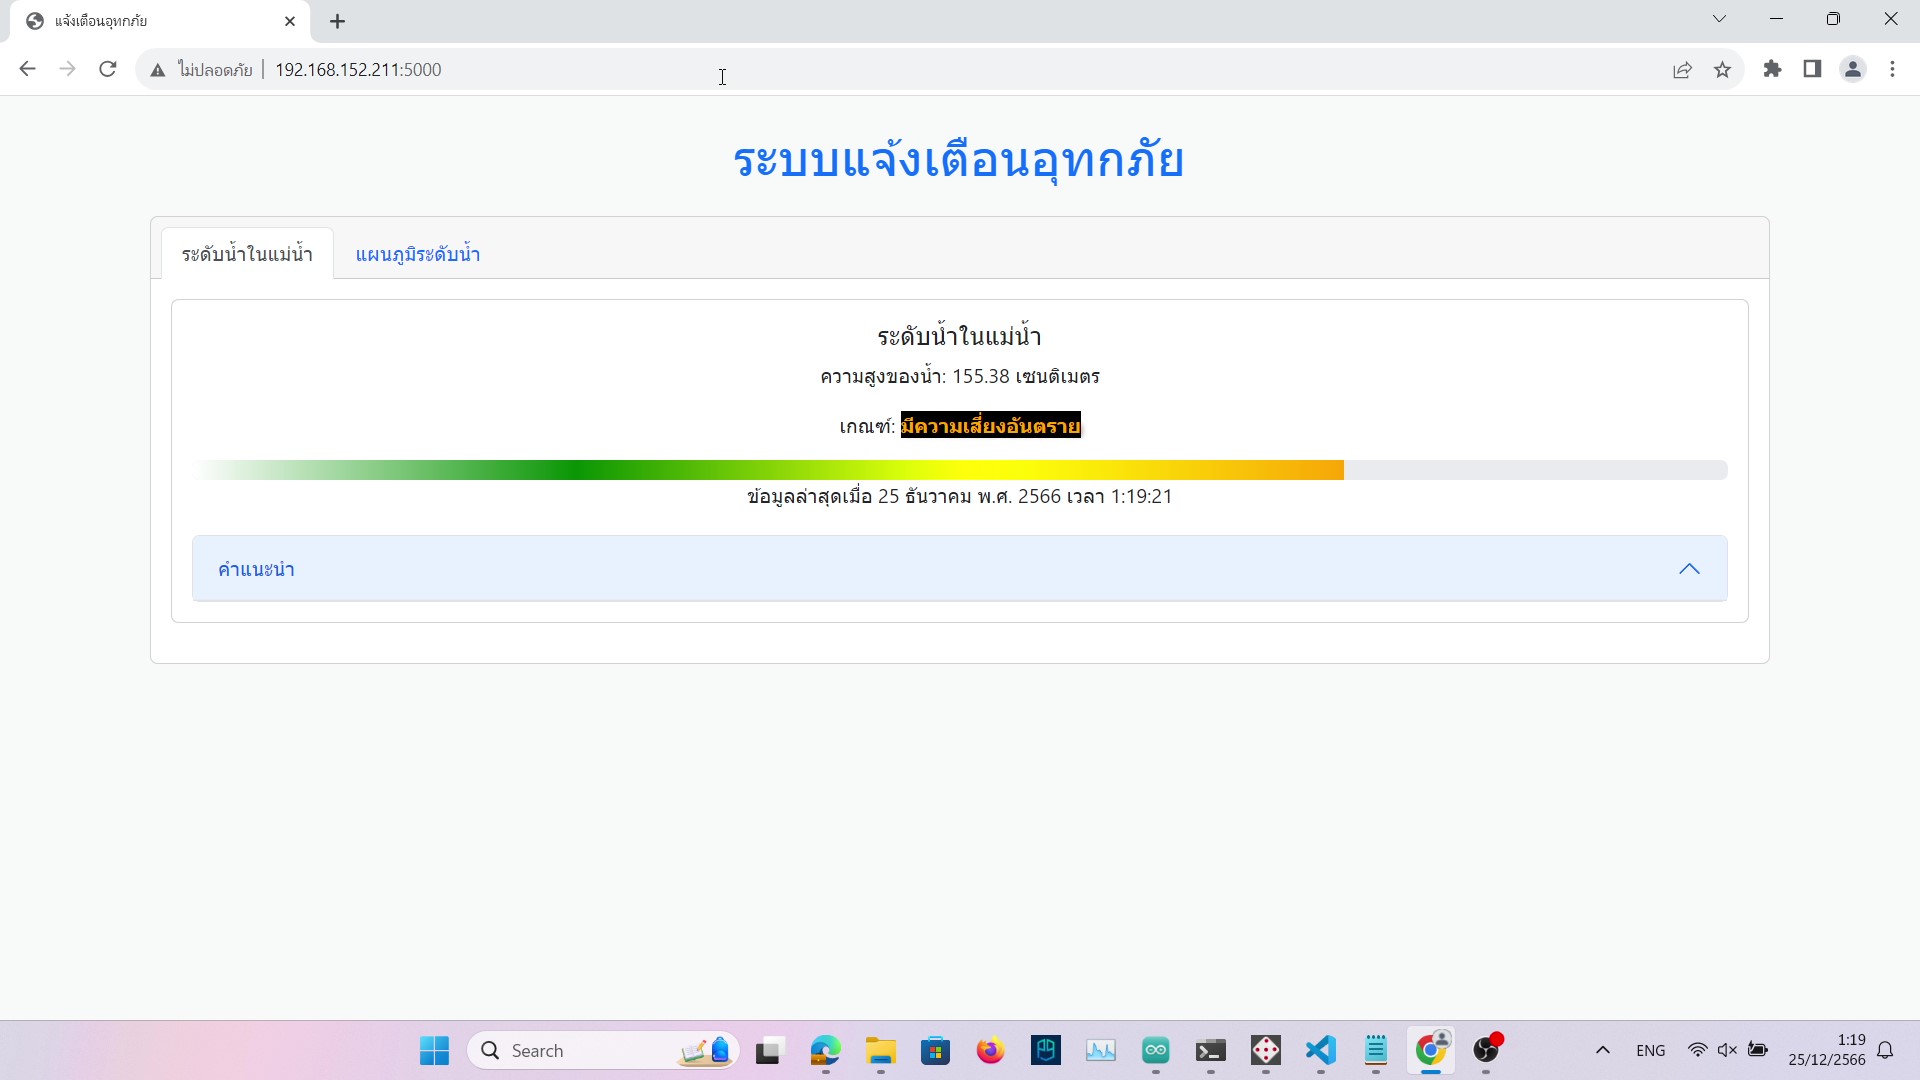 แจ้งเตือนอุทกภัย
ไม่ปลอดภัย 192.168.152.211:5000
ระบบแจ้งเตือนอุทกภัย
ระดับน้ำในแม่น้ำ แผนภูมิระดับน้ำ
ระดับน้ำในแม่น้ำ
ความสูงของน้ำ: 155.38 เซนติเมตร
เกณฑ์: มีความเสี่ยงอันตราย
ข้อมูลล่าสุดเมื่อ 25 ธันวาคม พ.ศ. 2566 เวลา 1:19:21
คำแนะนำ
Search
ENG
1:19
25/12/2566